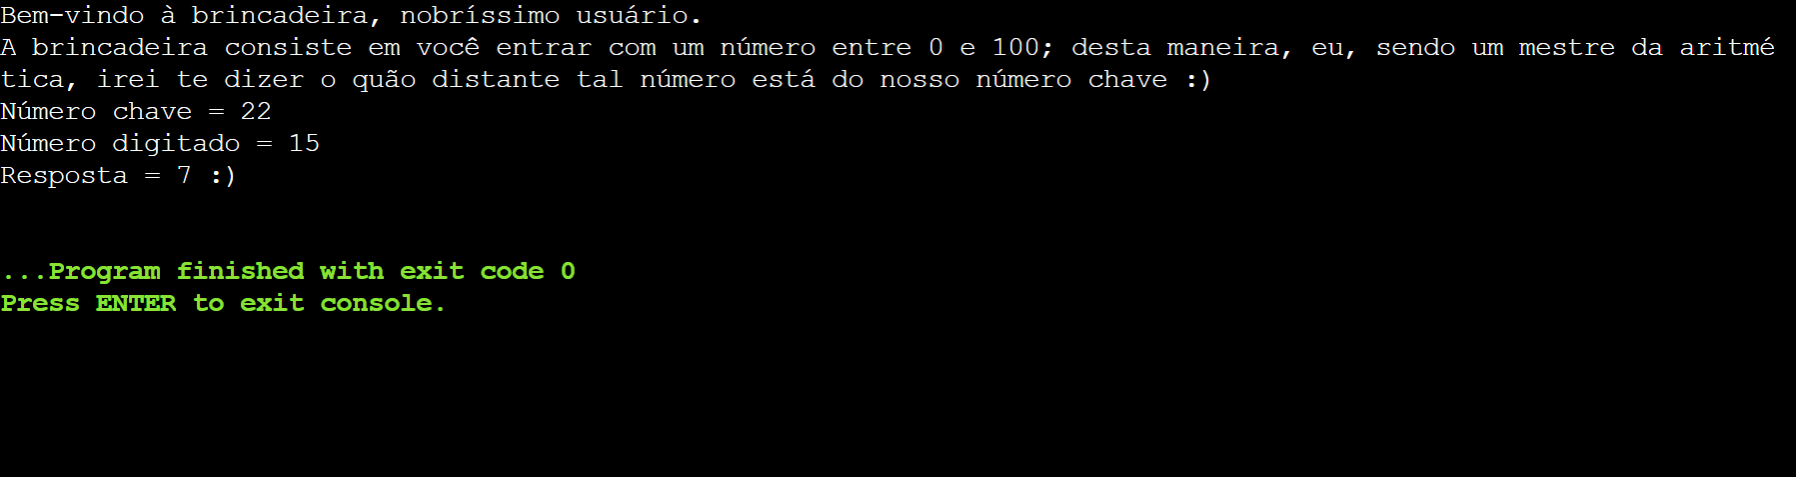 Bem-vindo à brincadeira, nobríssimo usuário.
A brincadeira consiste em você entrar com um número entre 0 e 100; desta maneira, eu, sendo um mestre da aritmé
tica, irei te dizer o quão distante tal número está do nosso número chave :)
Número chave = 22
Número digitado = 15
Resposta = 7 :)
...Program finished with exit code 0
Press ENTER to exit console.